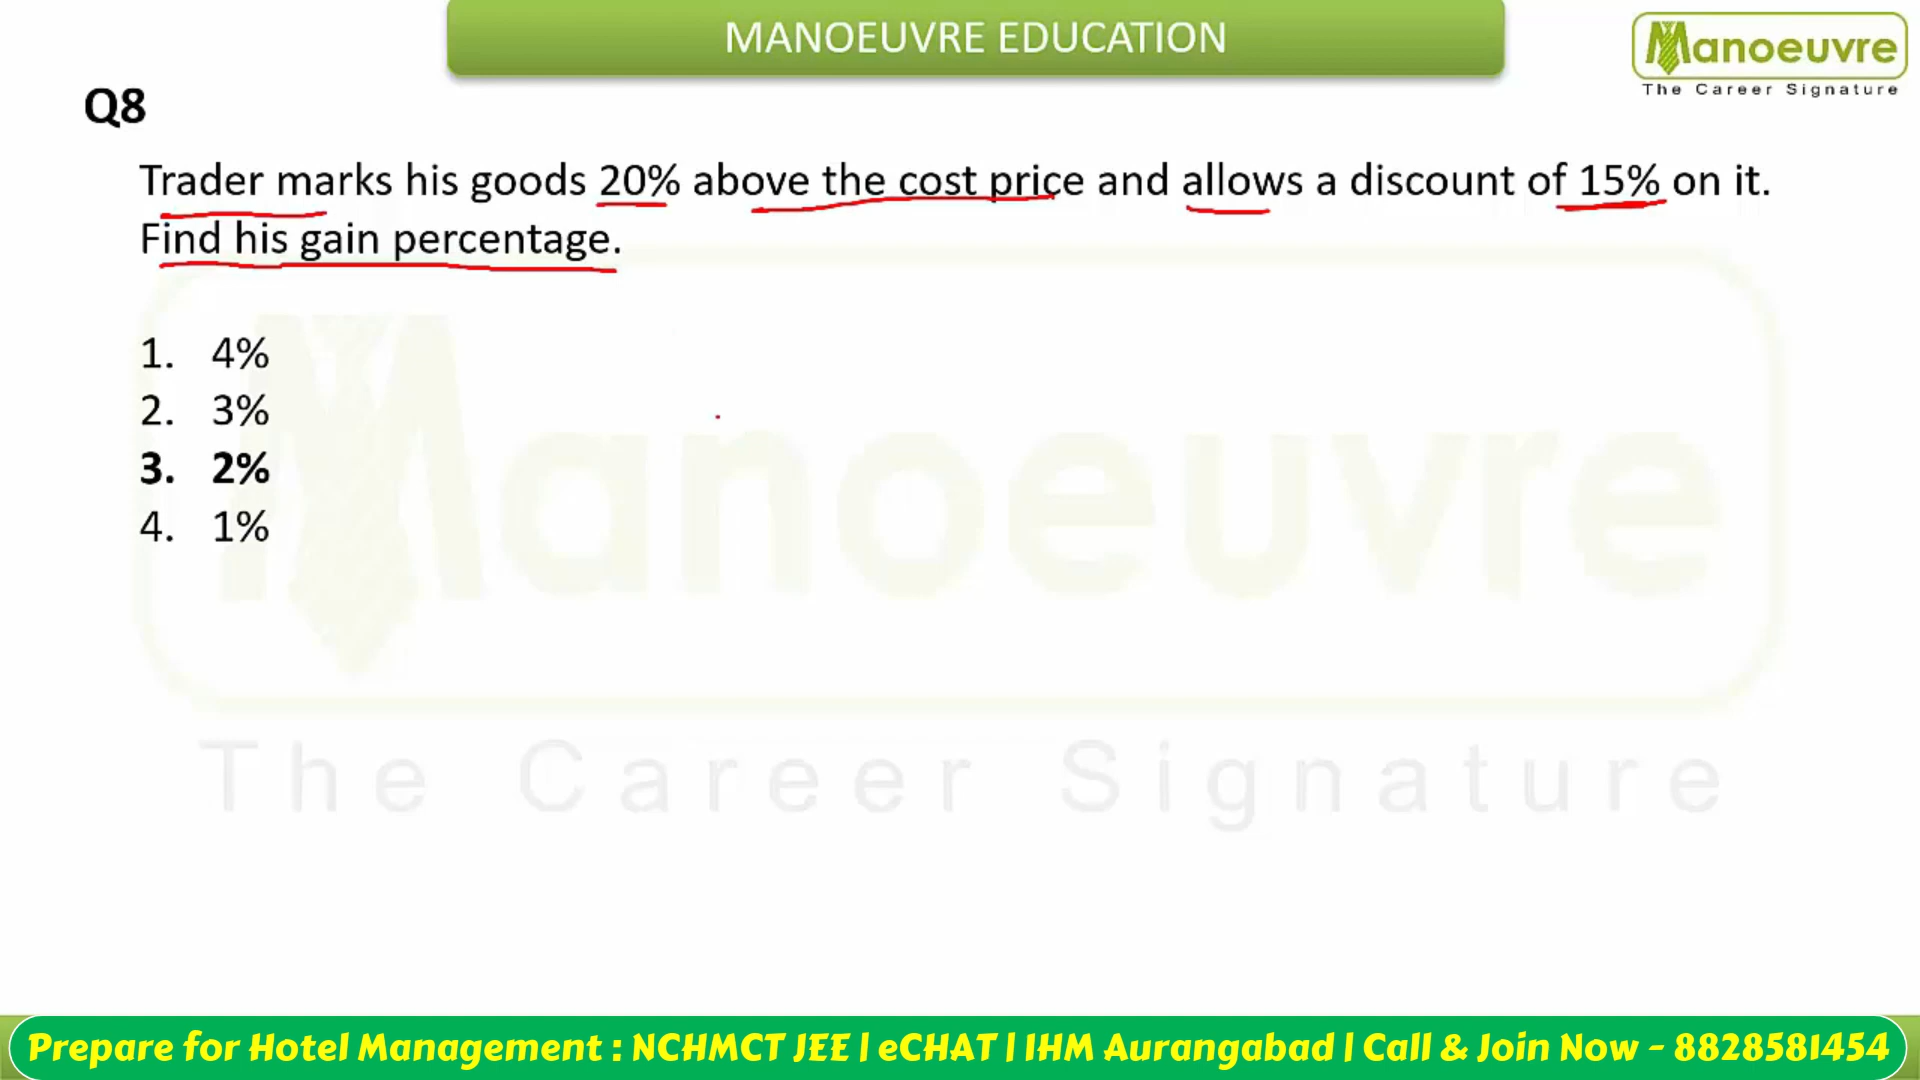 MANOEUVRE EDUCATION
Manoeuvre
The Career Signature
Q8
Trader marks his goods 20% above the cost price and allows a discount of 15% on it.
Find his gain percentage.
1. 4%
2. 3%
3. 2%
4. 1%
Manoeuvre
The Career Signature
Prepare for Hotel Management : NCHMCT JEE | eCHAT | IHM Aurangabad | Call & Join Now - 8828581454